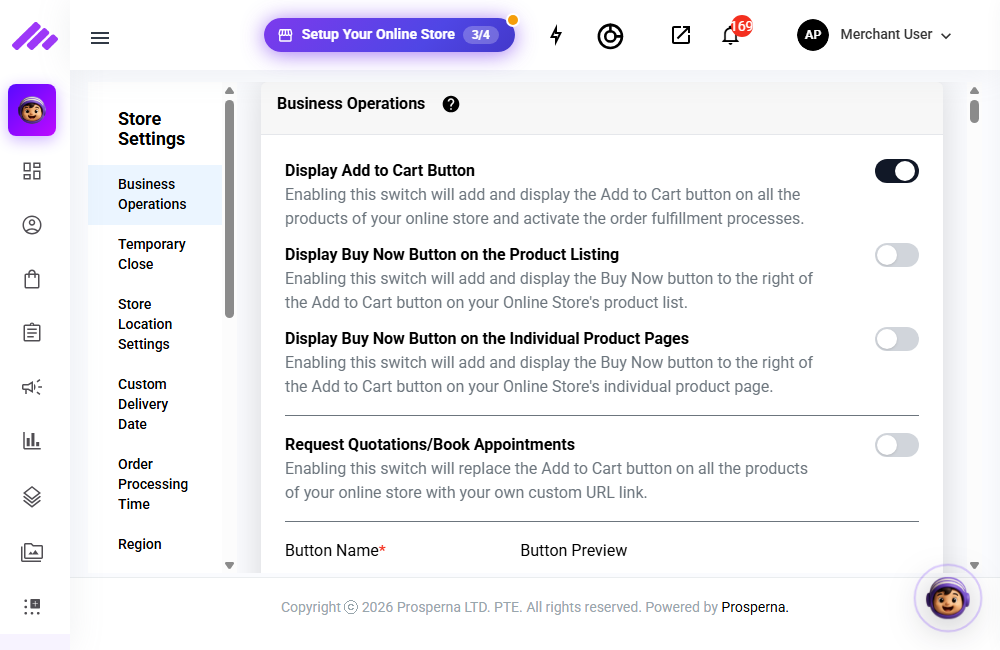 Setup Your Online Store 3/4
169
AP Merchant User
Store
Settings
Business
Operations
Temporary
Close
Store
Location
Settings
Custom
Delivery
Date
Order
Processing
Time
Region
Business Operations ?
Display Add to Cart Button
Enabling this switch will add and display the Add to Cart button on all the
products of your online store and activate the order fulfillment processes.
Display Buy Now Button on the Product Listing
Enabling this switch will add and display the Buy Now button to the right of
the Add to Cart button on your Online Store's product list.
Display Buy Now Button on the Individual Product Pages
Enabling this switch will add and display the Buy Now button to the right of
the Add to Cart button on your Online Store's individual product page.
Request Quotations/Book Appointments
Enabling this switch will replace the Add to Cart button on all the products
of your online store with your own custom URL link.
Button Name* Button Preview
Copyright © 2026 Prosperna LTD. PTE. All rights reserved. Powered by Prosperna.